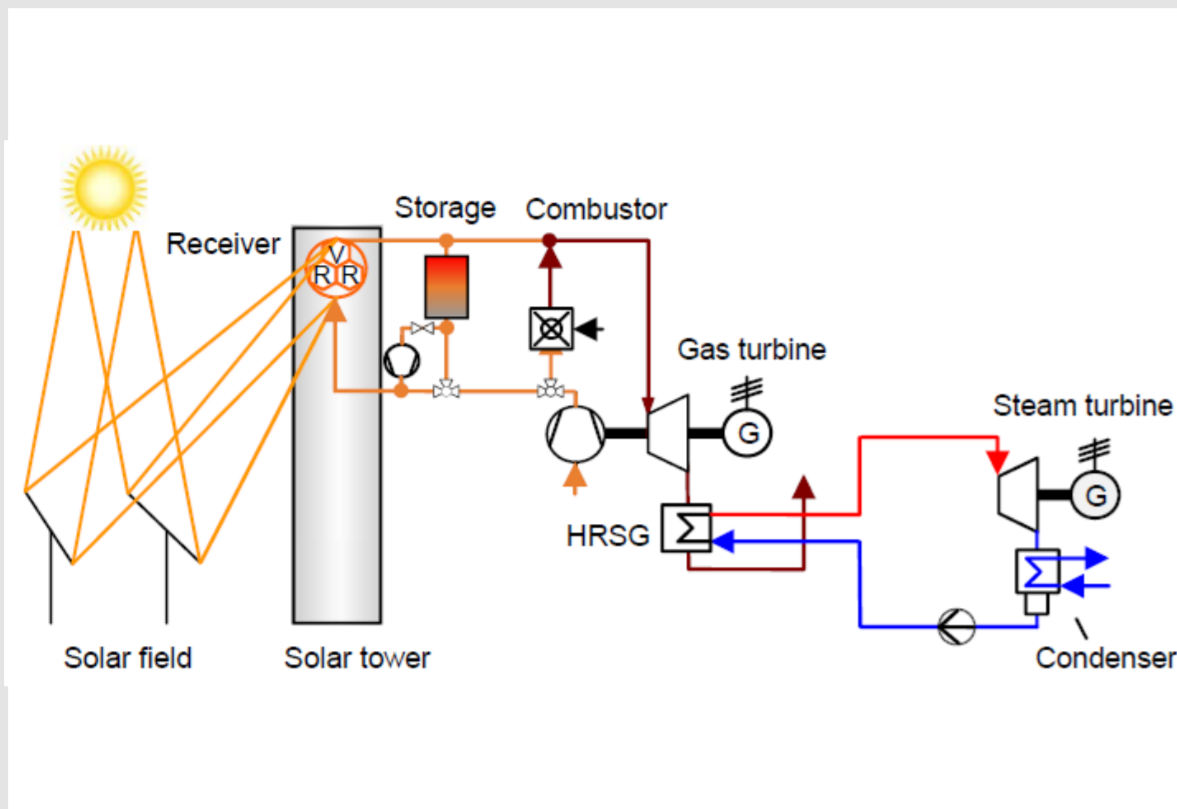 Storage
Combustor
Receiver
V
R R
Gas turbine
G
Steam turbine
G
HRSG
Solar field
Solar tower
Condenser